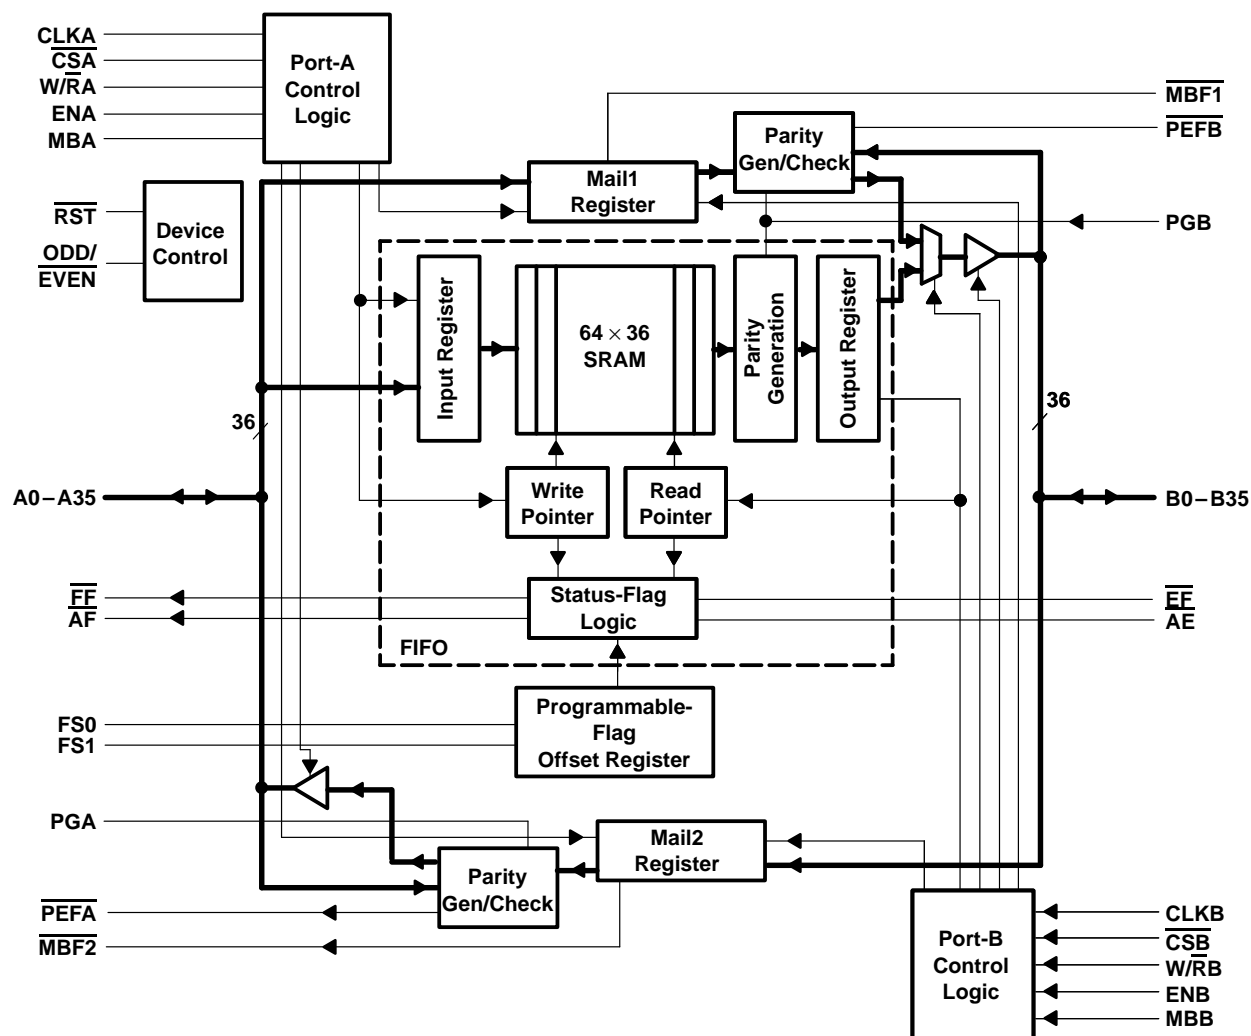 CLKA
CSA
W/RA
ENA
MBA
Port-A
Control
Logic
MBF1
PEFB
Parity
Gen/Check
Mail1
Register
RST
ODD/
EVEN
Device
Control
PGB
Input Register
64 × 36
SRAM
Parity
Generation
Output Register
36
36
A0–A35
Write
Pointer
Read
Pointer
B0–B35
FF
AF
Status-Flag
Logic
EF
AE
FIFO
FS0
FS1
Programmable-
Flag
Offset Register
PGA
Mail2
Register
Parity
Gen/Check
PEFA
MBF2
Port-B
Control
Logic
CLKB
CSB
W/RB
ENB
MBB